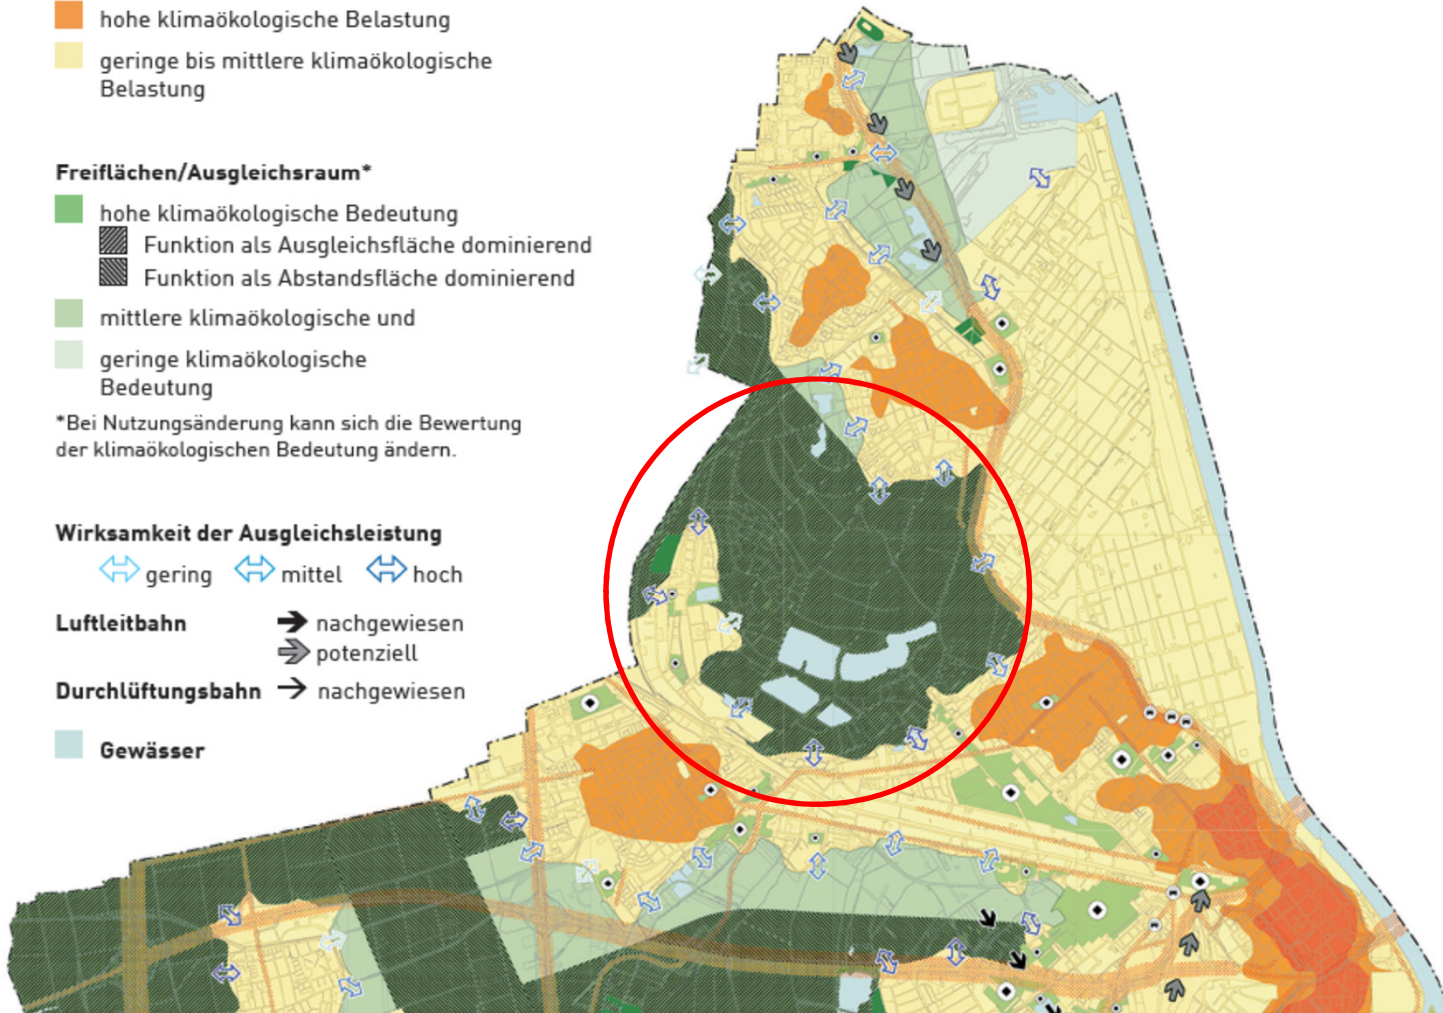 hohe klimaökologische Belastung
geringe bis mittlere klimaökologische
Belastung
Freiflächen/Ausgleichsraum*
hohe klimaökologische Bedeutung
Funktion als Ausgleichsfläche dominierend
Funktion als Abstandsfläche dominierend
mittlere klimaökologische und
geringe klimaökologische
Bedeutung
*Bei Nutzungsänderung kann sich die Bewertung
der klimaökologischen Bedeutung ändern.
Wirksamkeit der Ausgleichsleistung
gering mittel hoch
Luftleitbahn nachgewiesen
potenziell
Durchlüftungsbahn nachgewiesen
Gewässer